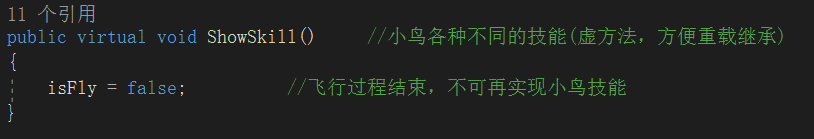 11 个引用
public virtual void ShowSkill()    //小鸟各种不同的技能(虚方法，方便重载继承)
{
    isFly = false;         //飞行过程结束，不可再实现小鸟技能
}